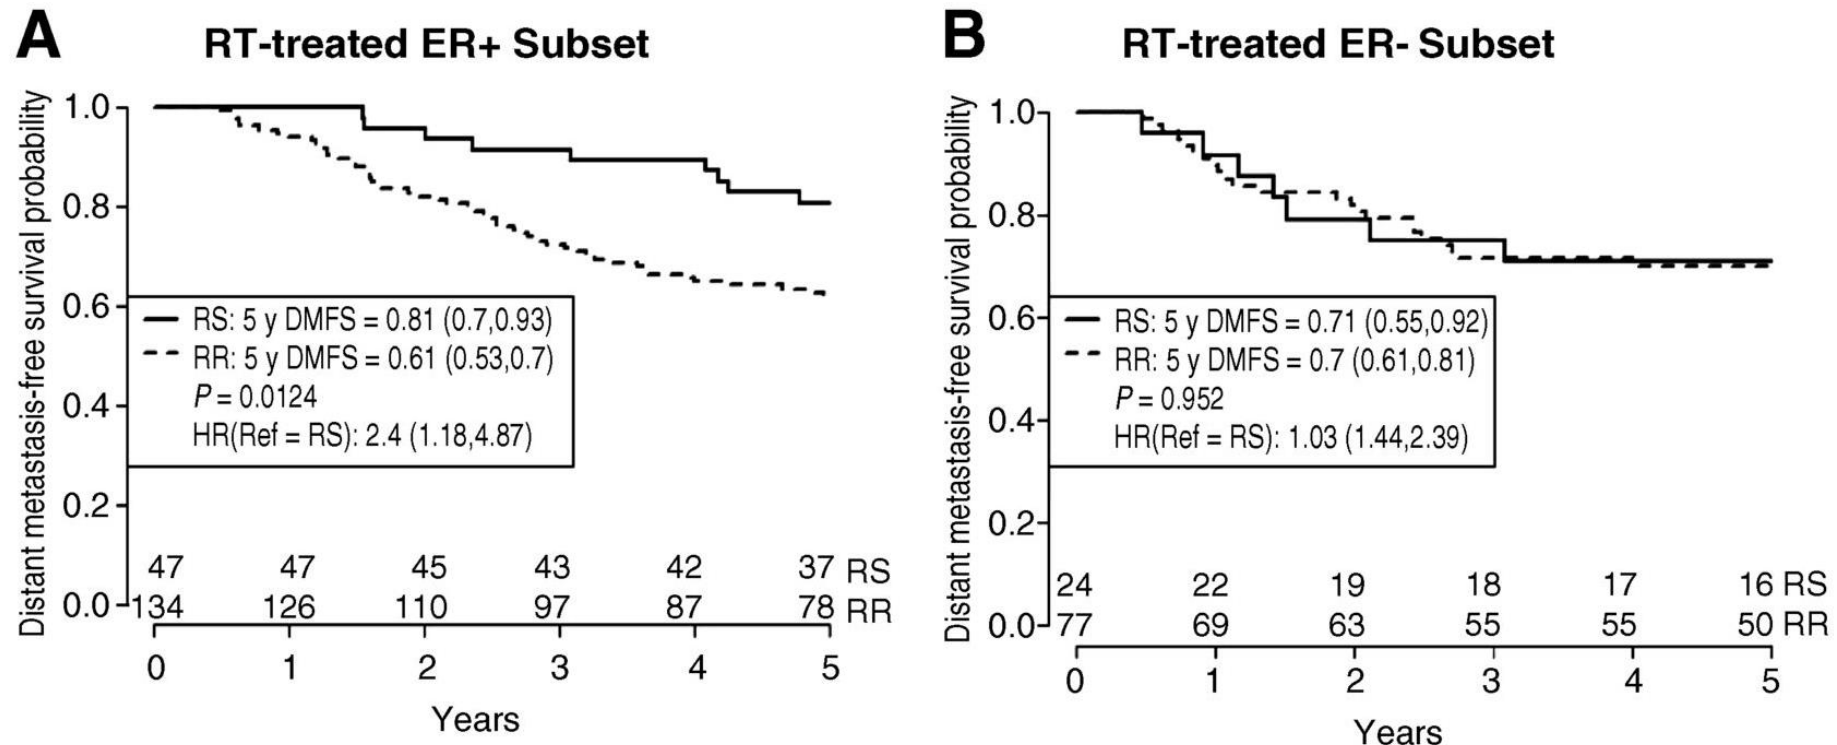 A
RT-treated ER+ Subset
Distant metastasis-free survival probability
1.0
0.8
0.6
0.4
0.2
0.0
RS: 5 y DMFS = 0.81 (0.7,0.93)
RR: 5 y DMFS = 0.61 (0.53,0.7)
P = 0.0124
HR(Ref = RS): 2.4 (1.18,4.87)
47 47 45 43 42 37 RS
134 126 110 97 87 78 RR
0 1 2 3 4 5
Years
B
RT-treated ER- Subset
Distant metastasis-free survival probability
1.0
0.8
0.6
0.4
0.2
0.0
RS: 5 y DMFS = 0.71 (0.55,0.92)
RR: 5 y DMFS = 0.7 (0.61,0.81)
P = 0.952
HR(Ref = RS): 1.03 (1.44,2.39)
24 22 19 18 17 16 RS
77 69 63 55 55 50 RR
0 1 2 3 4 5
Years